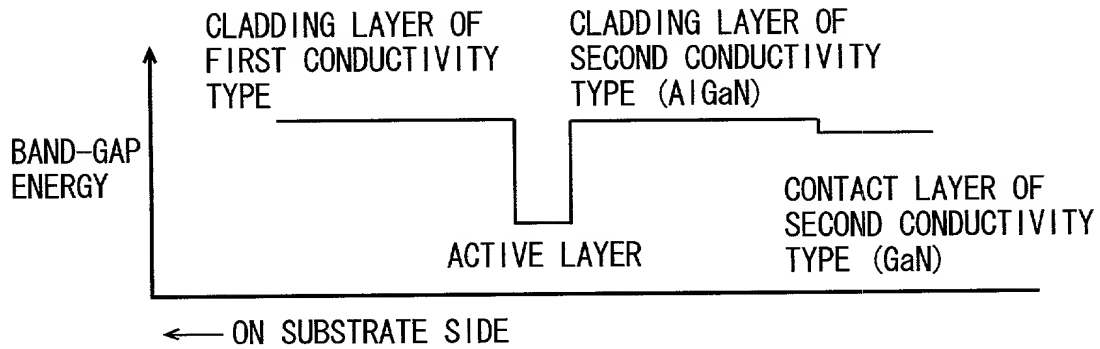 CLADDING LAYER OF
FIRST CONDUCTIVITY
TYPE
CLADDING LAYER OF
SECOND CONDUCTIVITY
TYPE (AlGaN)
BAND-GAP
ENERGY
CONTACT LAYER OF
SECOND CONDUCTIVITY
TYPE (GaN)
ACTIVE LAYER
ON SUBSTRATE SIDE